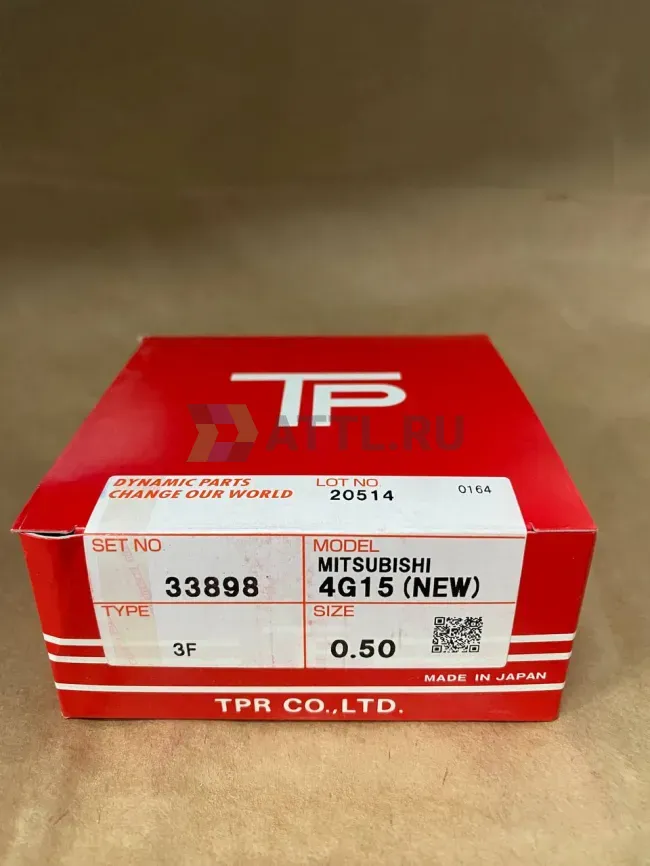 TP
ATTL.RU
DYNAMIC PARTS
CHANGE OUR WORLD
LOT NO.
20514
0164
SET NO
33898
MODEL
MITSUBISHI
4G15 (NEW)
TYPE
3F
SIZE
0.50
MADE IN JAPAN
TPR CO.,LTD.